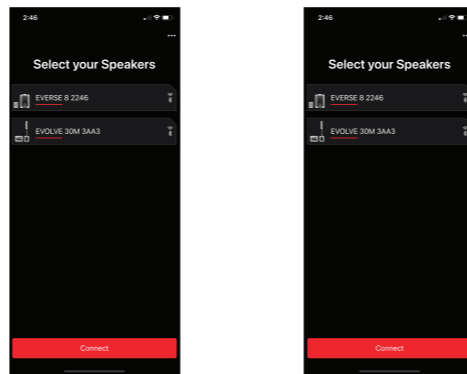 2:46
Select your Speakers
EVERSE 8 2246
EVOLVE 30M 3AA3
Connect
2:46
Select your Speakers
EVERSE 8 2246
EVOLVE 30M 3AA3
Connect